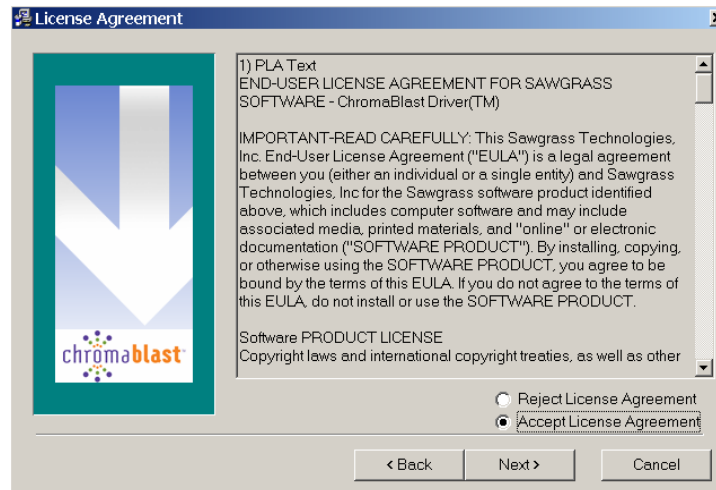 License Agreement
1) PLA Text
END-USER LICENSE AGREEMENT FOR SAWGRASS
SOFTWARE - ChromaBlast Driver(TM)
IMPORTANT-READ CAREFULLY: This Sawgrass Technologies,
Inc. End-User License Agreement ("EULA") is a legal agreement
between you (either an individual or a single entity) and Sawgrass
Technologies, Inc for the Sawgrass software product identified
above, which includes computer software and may include
associated media, printed materials, and "online" or electronic
documentation ("SOFTWARE PRODUCT"). By installing, copying,
or otherwise using the SOFTWARE PRODUCT, you agree to be
bound by the terms of this EULA. If you do not agree to the terms of
this EULA, do not install or use the SOFTWARE PRODUCT.
Software PRODUCT LICENSE
Copyright laws and international copyright treaties, as well as other
chromablast
Reject License Agreement
Accept License Agreement
< Back
Next >
Cancel